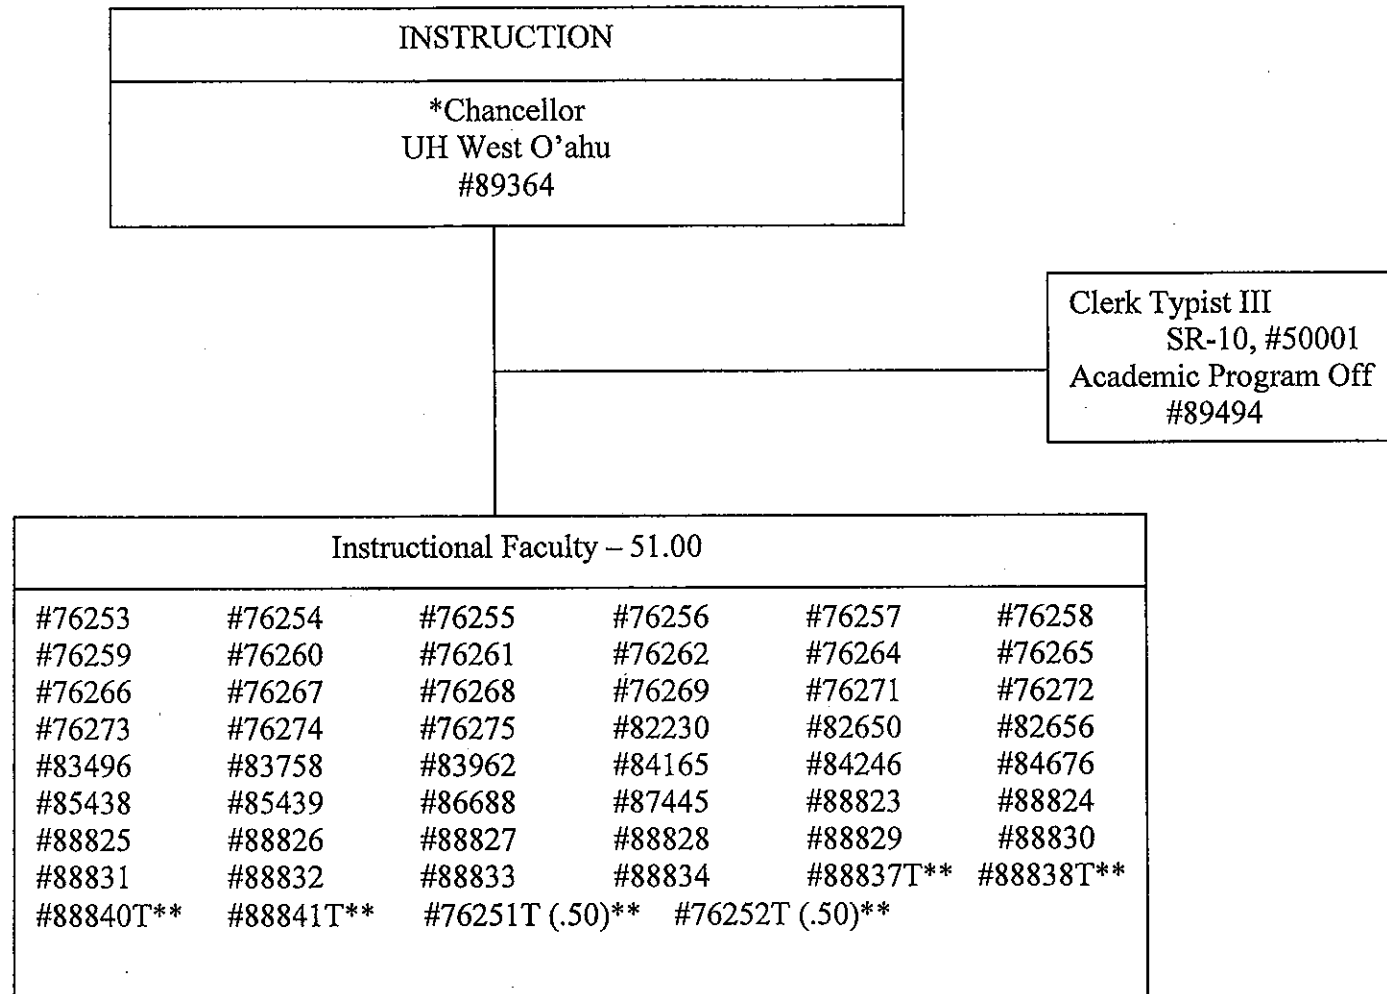 INSTRUCTION
*Chancellor
UH West O’ahu
#89364
Clerk Typist III
SR-10, #50001
Academic Program Off
#89494
Instructional Faculty – 51.00
#76253 #76254 #76255 #76256 #76257 #76258
#76259 #76260 #76261 #76262 #76264 #76265
#76266 #76267 #76268 #76269 #76271 #76272
#76273 #76274 #76275 #82230 #82650 #82656
#83496 #83758 #83962 #84165 #84246 #84676
#85438 #85439 #86688 #87445 #88823 #88824
#88825 #88826 #88827 #88828 #88829 #88830
#88831 #88832 #88833 #88834 #88837T** #88838T**
#88840T** #88841T** #76251T (.50)** #76252T (.50)**